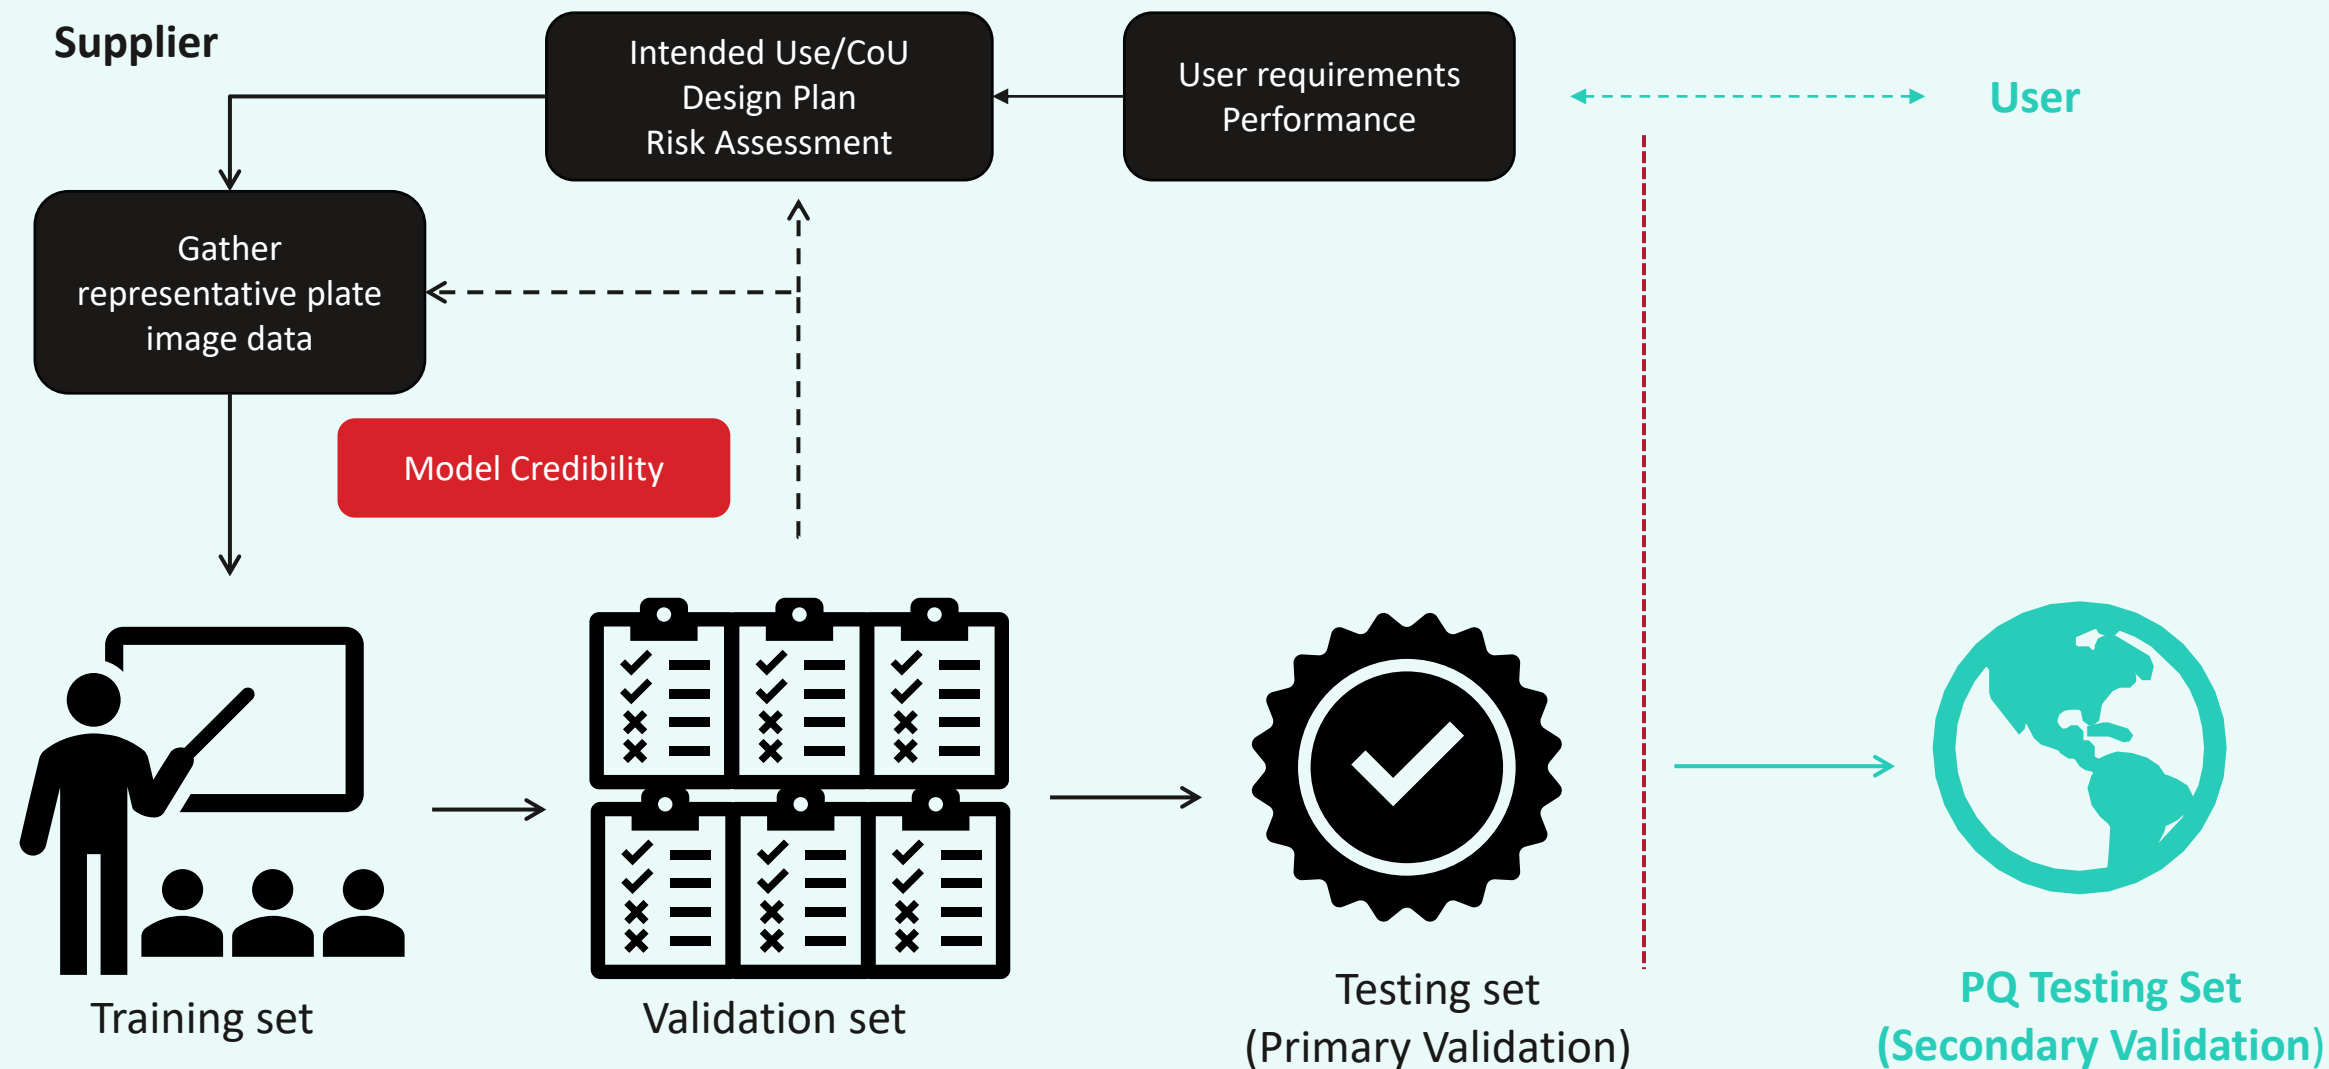 Supplier
Intended Use/CoU
Design Plan
Risk Assessment
User requirements
Performance
User
Gather
representative plate
image data
Model Credibility
Training set
Validation set
Testing set
(Primary Validation)
PQ Testing Set
(Secondary Validation)